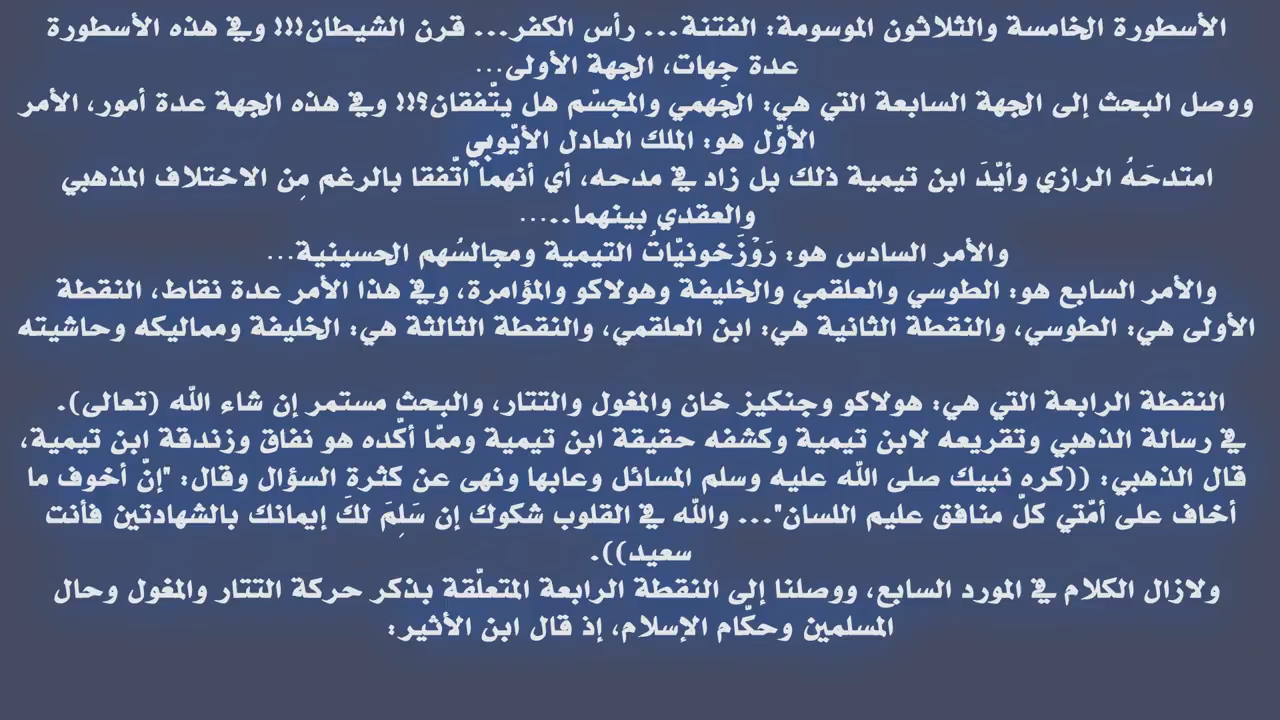 الأسطورة الخامسة والثلاثون الموسومة: الفتنة... رأس الكفر... قرن الشيطان!!! وفي هذه الأسطورة
عدة جهات، الجهة الأولى...
ووصل البحث إلى الجهة السابعة التي هي: الجَهمي والمجسّم هل يتّفقان؟!! وفي هذه الجهة عدة أمور، الأمر
الأوّل هو: الملك العادل الأيّوبي
امتدحَهُ الرازي وأيّدَ ابن تيمية ذلك بل زاد في مدحه، أي أنهما اتّفقا بالرغم مِن الاختلاف المذهبي
والعقدي بينهما.....
والأمر السادس هو: رَوْزَخونيّاتُ التيمية ومجالسُهم الحسينية...
والأمر السابع هو: الطوسي والعلقمي والخليفة وهولاكو والمؤامرة، وفي هذا الأمر عدة نقاط، النقطة
الأولى هي: الطوسي، والنقطة الثانية هي: ابن العلقمي، والنقطة الثالثة هي: الخليفة ومماليكه وحاشيته
النقطة الرابعة التي هي: هولاكو وجنكيز خان والمغول والتتار، والبحث مستمر إن شاء الله (تعالى).
في رسالة الذهبي وتقريعه لابن تيمية وكشفه حقيقة ابن تيمية وممّا أكّده هو نفاق وزندقة ابن تيمية،
قال الذهبي: ((كره نبيك صلى الله عليه وسلم المسائل وعابها ونهى عن كثرة السؤال وقال: "إنّ أخوف ما
أخاف على أمّتي كلّ منافق عليم اللسان"... والله في القلوب شكوك إن سَلِمَ لكَ إيمانك بالشهادتين فأنت
سعيد)).
ولازال الكلام في المورد السابع، ووصلنا إلى النقطة الرابعة المتعلّقة بذكر حركة التتار والمغول وحال
المسلمين وحكّام الإسلام، إذ قال ابن الأثير: